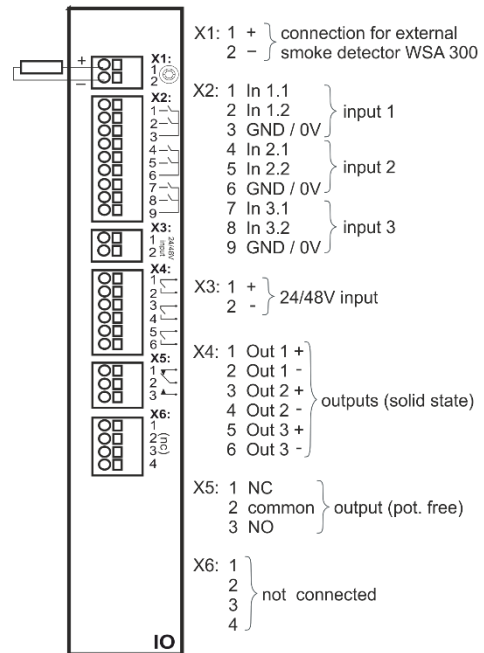 +
−
X1:
1
2
X2:
1
2
3
4
5
6
7
8
9
X3:
1
2
24/48V
input
X4:
1
2
3
4
5
6
X5:
1
2
3
X6:
1
2
3
4
(nc)
IO
X1: 1 + connection for external
2 − smoke detector WSA 300
X2: 1 In 1.1
2 In 1.2 input 1
3 GND / 0V
4 In 2.1
5 In 2.2 input 2
6 GND / 0V
7 In 3.1
8 In 3.2 input 3
9 GND / 0V
X3: 1 + 24/48V input
2 -
X4: 1 Out 1 +
2 Out 1 -
3 Out 2 + outputs (solid state)
4 Out 2 -
5 Out 3 +
6 Out 3 -
X5: 1 NC
2 common output (pot. free)
3 NO
X6: 1
2 not connected
3
4